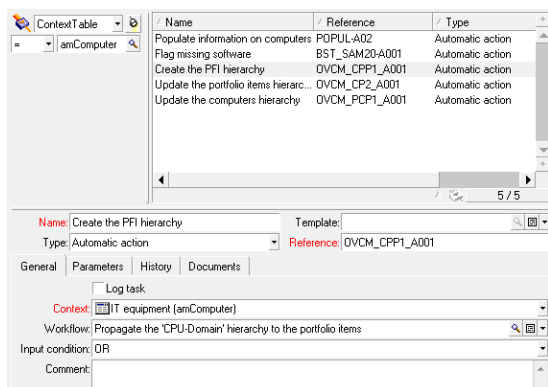 ContextTable
= amComputer
Name Reference Type
Populate information on computers POPUL-A02 Automatic action
Flag missing software BST_SAM20-A001 Automatic action
Create the PFI hierarchy OVCM_CPP1_A001 Automatic action
Update the portfolio items hierarc... OVCM_CP2_A001 Automatic action
Update the computers hierarchy OVCM_PCP1_A001 Automatic action
5 / 5
Name: Create the PFI hierarchy Template:
Type: Automatic action Reference: OVCM_CPP1_A001
General Parameters History Documents
Log task
Context: IT equipment (amComputer)
Workflow: Propagate the 'CPU-Domain' hierarchy to the portfolio items
Input condition: OR
Comment: